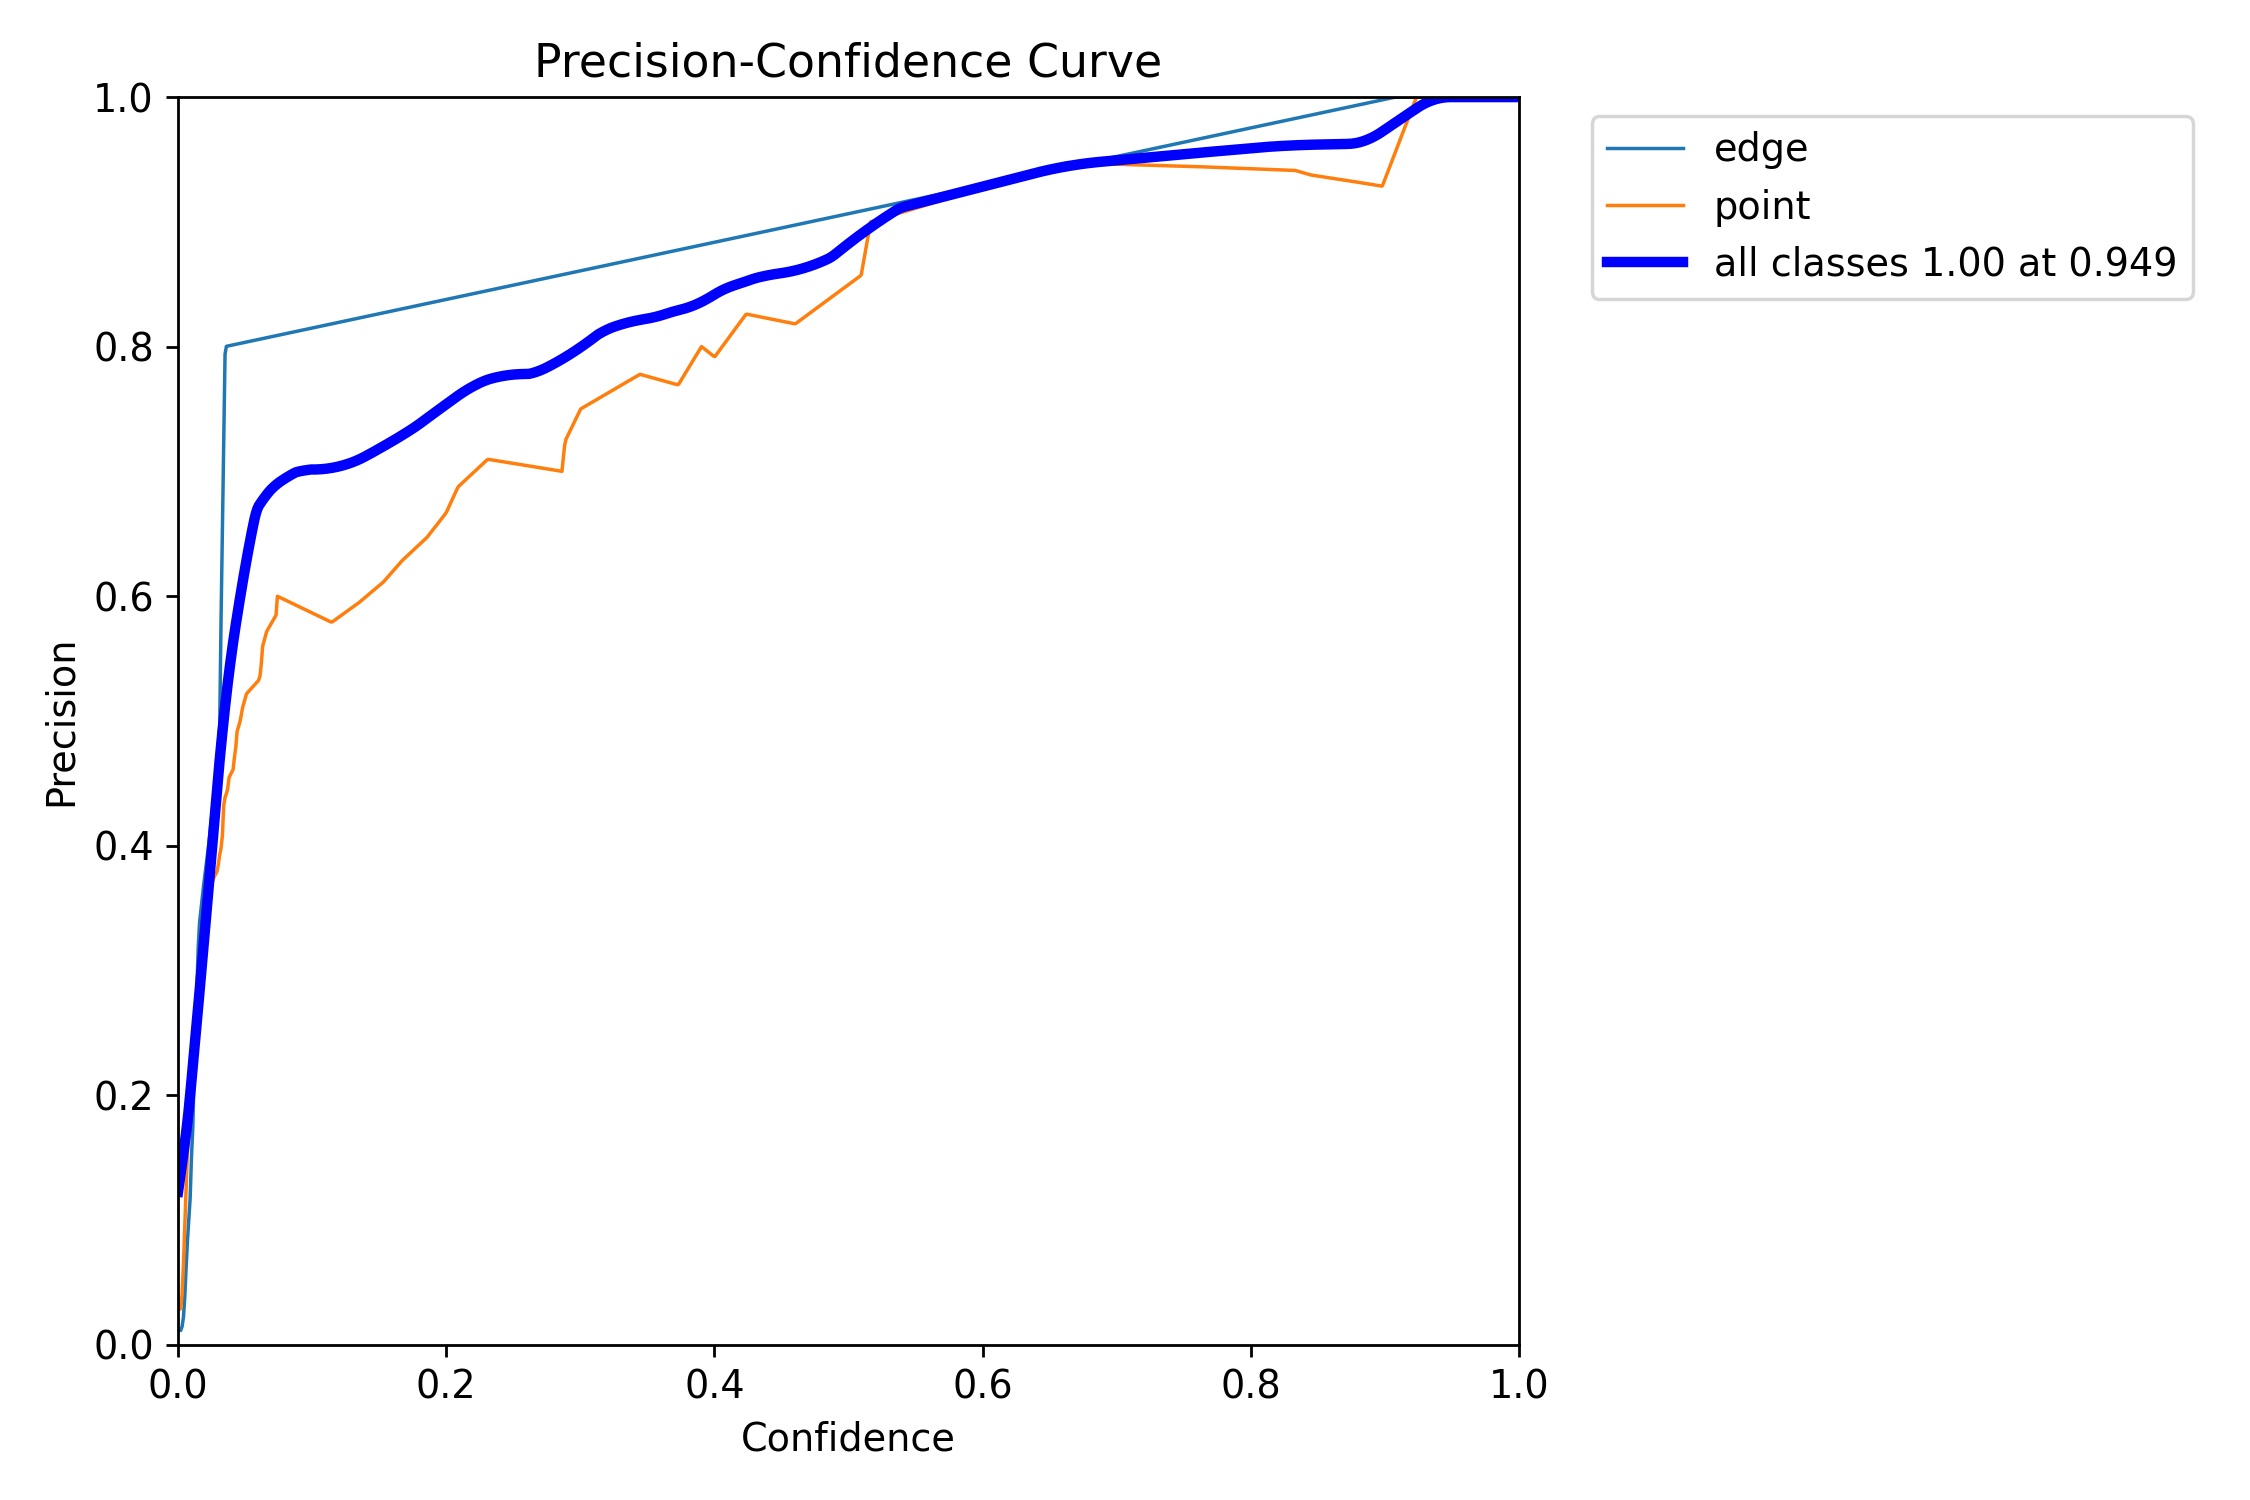 Precision-Confidence Curve
1.0
0.8
0.6
0.4
0.2
0.0
Precision
0.0 0.2 0.4 0.6 0.8 1.0
Confidence
edge
point
all classes 1.00 at 0.949